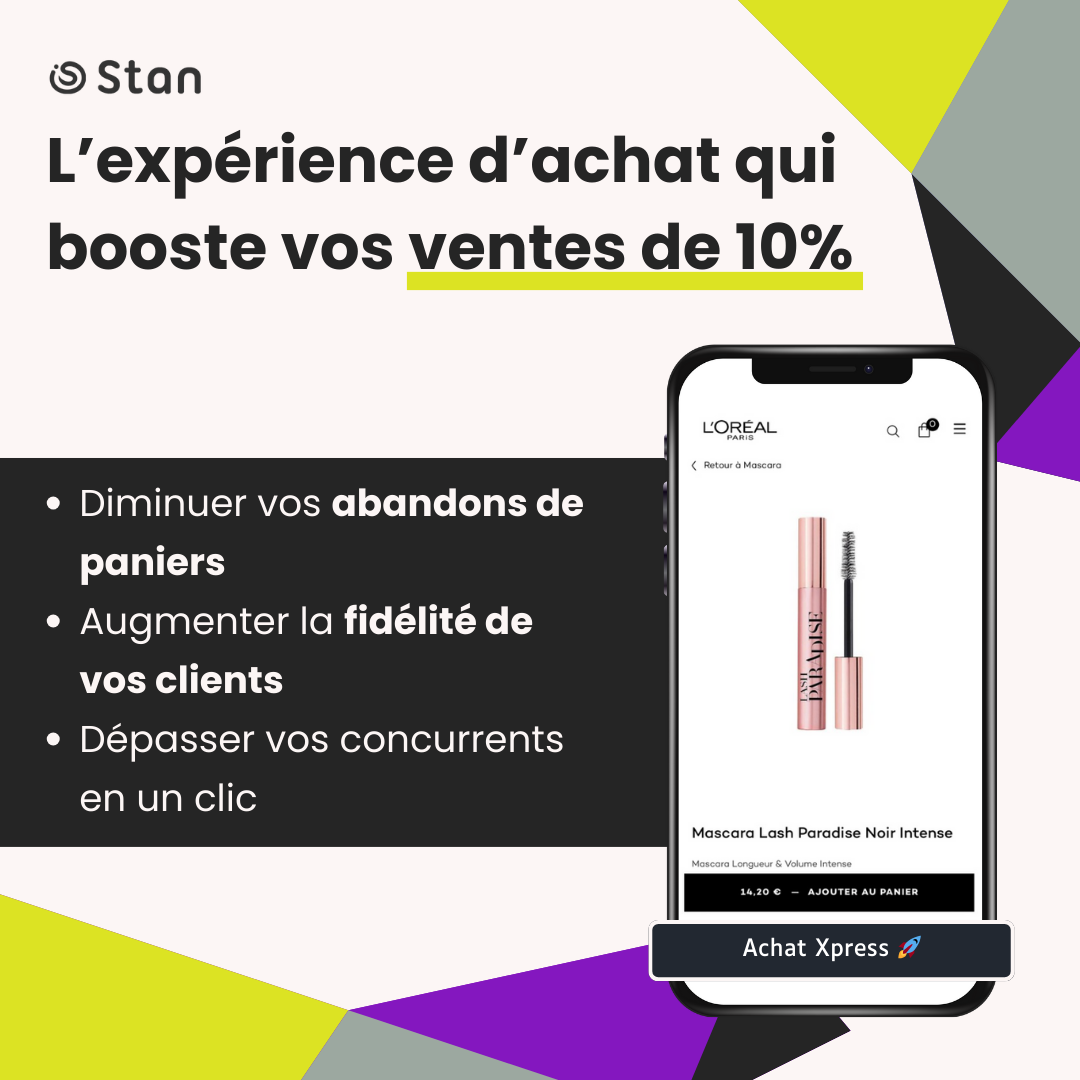 Stan
L’expérience d’achat qui
booste vos ventes de 10%
• Diminuer vos abandons de
paniers
• Augmenter la fidélité de
vos clients
• Dépasser vos concurrents
en un clic
L'ORÉAL
PARIS
0
Retour à Mascara
LASH
PARADISE
Mascara Lash Paradise Noir Intense
Mascara Longueur & Volume Intense
14,20 € — AJOUTER AU PANIER
Achat Xpress 🚀